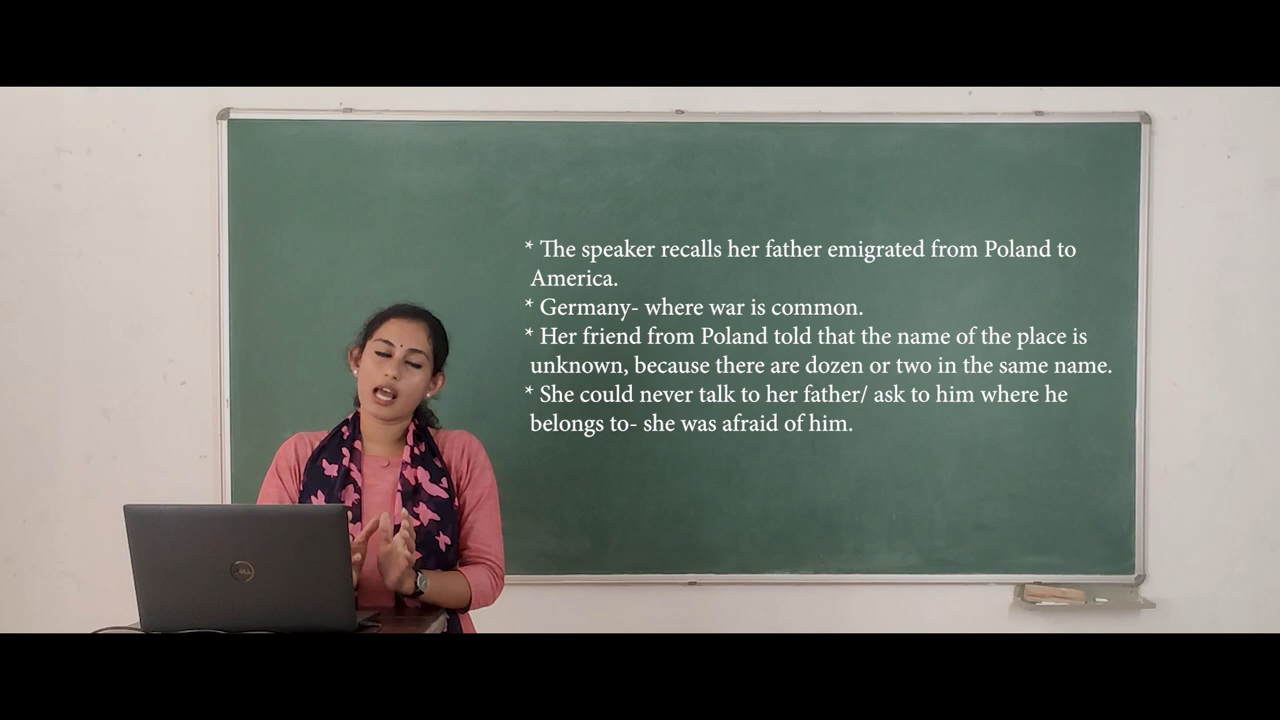 * The speaker recalls her father emigrated from Poland to
America.
* Germany- where war is common.
* Her friend from Poland told that the name of the place is
unknown, because there are dozen or two in the same name.
* She could never talk to her father/ ask to him where he
belongs to- she was afraid of him.
DELL